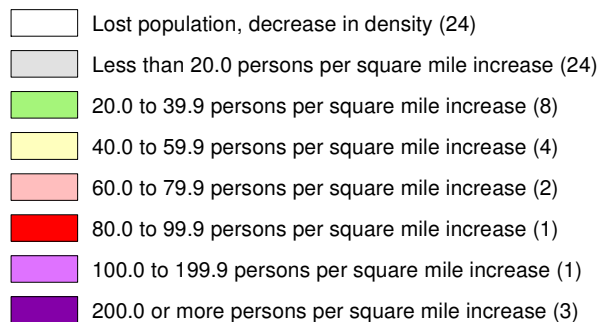 Lost population, decrease in density (24)
Less than 20.0 persons per square mile increase (24)
20.0 to 39.9 persons per square mile increase (8)
40.0 to 59.9 persons per square mile increase (4)
60.0 to 79.9 persons per square mile increase (2)
80.0 to 99.9 persons per square mile increase (1)
100.0 to 199.9 persons per square mile increase (1)
200.0 or more persons per square mile increase (3)